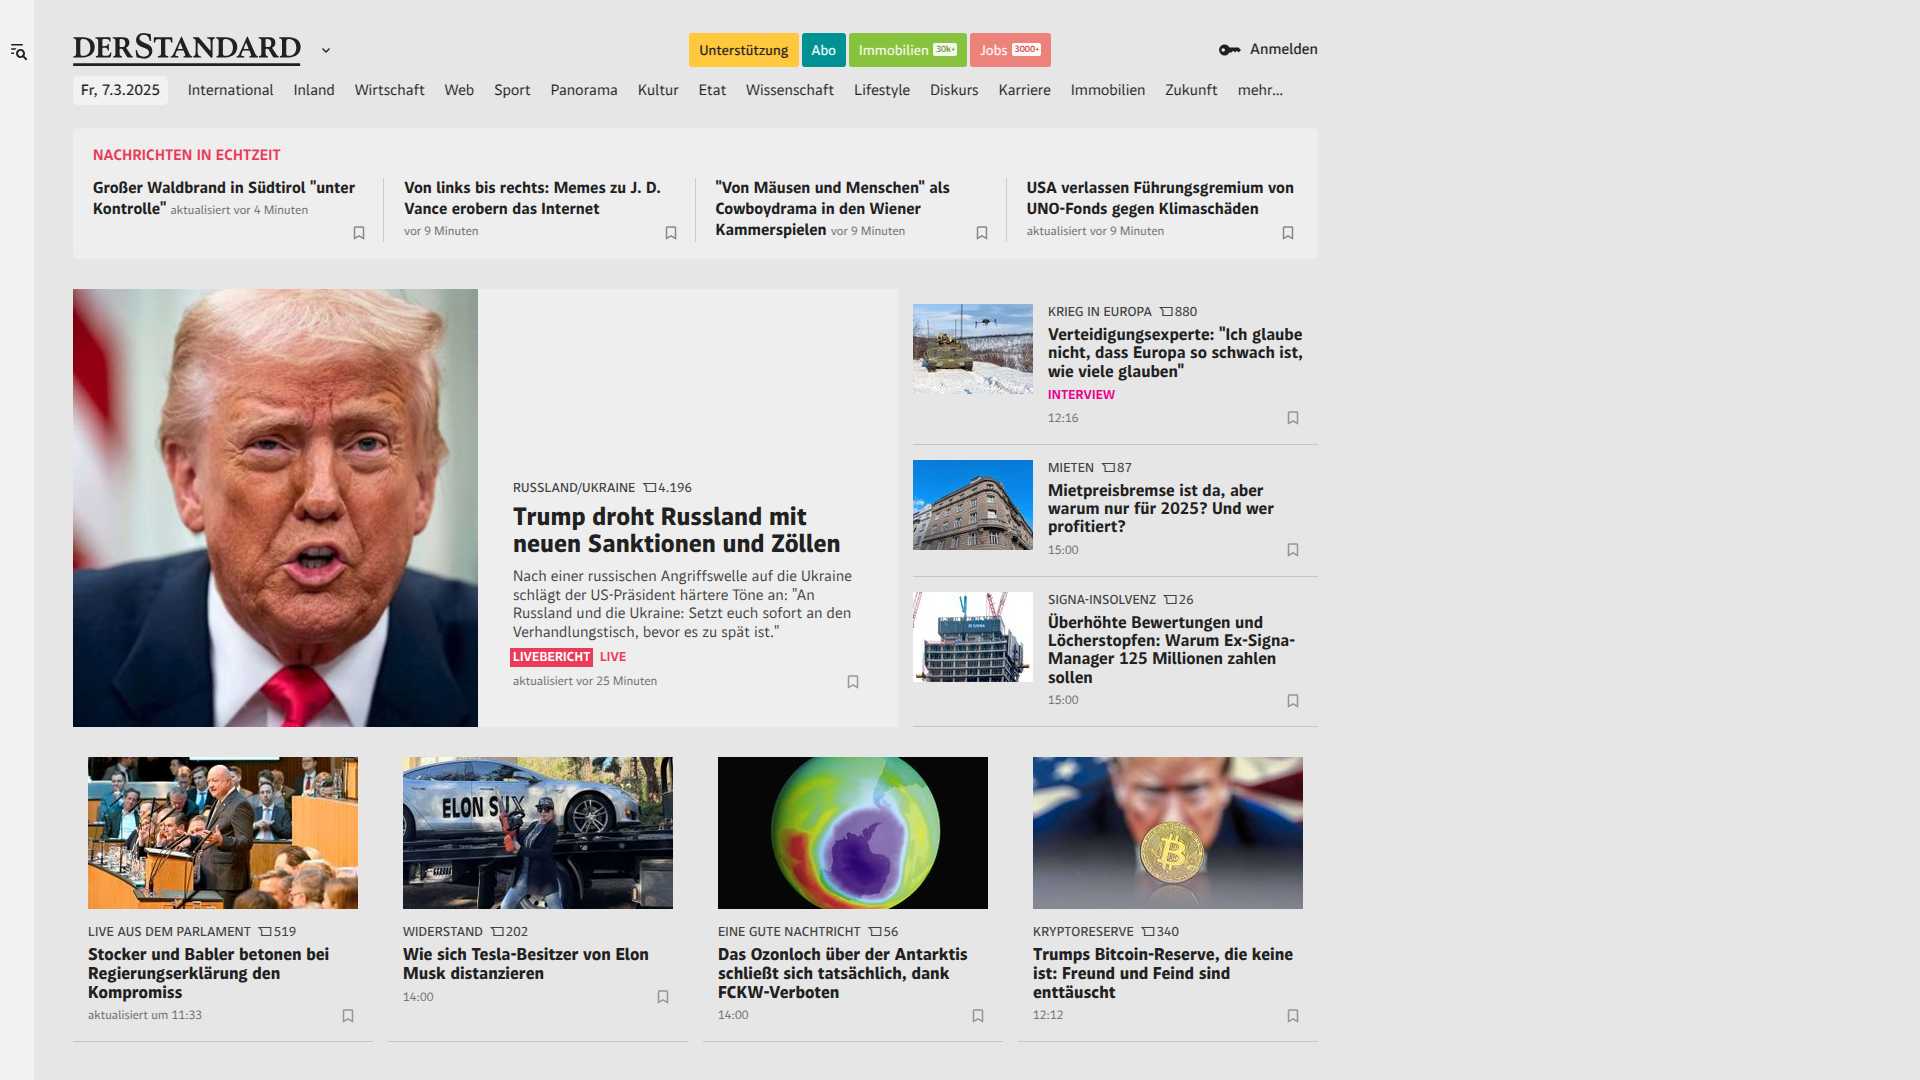 DERSTANDARD
Unterstützung
Abo
Immobilien 30k+
Jobs 3000+
Anmelden
Fr, 7.3.2025
International
Inland
Wirtschaft
Web
Sport
Panorama
Kultur
Etat
Wissenschaft
Lifestyle
Diskurs
Karriere
Immobilien
Zukunft
mehr...
NACHRICHTEN IN ECHTZEIT
Großer Waldbrand in Südtirol "unter
Kontrolle" aktualisiert vor 4 Minuten
Von links bis rechts: Memes zu J. D.
Vance erobern das Internet
vor 9 Minuten
"Von Mäusen und Menschen" als
Cowboydrama in den Wiener
Kammerspielen vor 9 Minuten
USA verlassen Führungsgremium von
UNO-Fonds gegen Klimaschäden
aktualisiert vor 9 Minuten
RUSSLAND/UKRAINE 4.196
Trump droht Russland mit
neuen Sanktionen und Zöllen
Nach einer russischen Angriffswelle auf die Ukraine
schlägt der US-Präsident härtere Töne an: "An
Russland und die Ukraine: Setzt euch sofort an den
Verhandlungstisch, bevor es zu spät ist."
LIVEBERICHT LIVE
aktualisiert vor 25 Minuten
KRIEG IN EUROPA 880
Verteidigungsexperte: "Ich glaube
nicht, dass Europa so schwach ist,
wie viele glauben"
INTERVIEW
12:16
MIETEN 87
Mietpreisbremse ist da, aber
warum nur für 2025? Und wer
profitiert?
15:00
SIGNA
SIGNA-INSOLVENZ 26
Überhöhte Bewertungen und
Löcherstopfen: Warum Ex-Signa-
Manager 125 Millionen zahlen
sollen
15:00
LIVE AUS DEM PARLAMENT 519
Stocker und Babler betonen bei
Regierungserklärung den
Kompromiss
aktualisiert um 11:33
ELON SUX
WIDERSTAND 202
Wie sich Tesla-Besitzer von Elon
Musk distanzieren
14:00
EINE GUTE NACHTRICHT 56
Das Ozonloch über der Antarktis
schließt sich tatsächlich, dank
FCKW-Verboten
14:00
KRYPTORESERVE 340
Trumps Bitcoin-Reserve, die keine
ist: Freund und Feind sind
enttäuscht
12:12